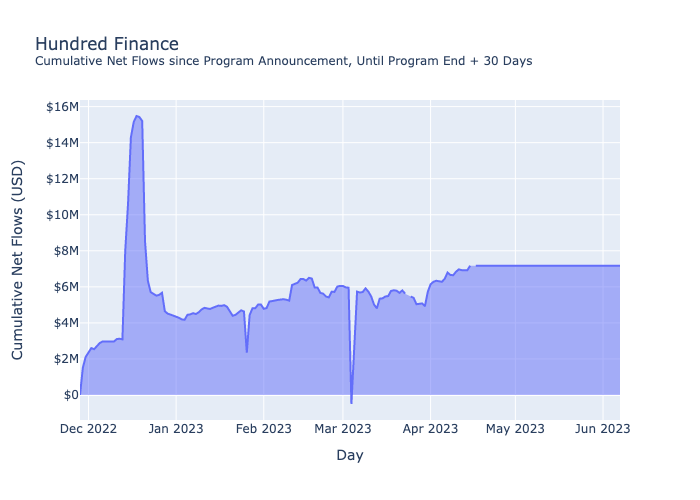 Hundred Finance
Cumulative Net Flows since Program Announcement, Until Program End + 30 Days
Cumulative Net Flows (USD)
$16M
$14M
$12M
$10M
$8M
$6M
$4M
$2M
$0
Dec 2022 Jan 2023 Feb 2023 Mar 2023 Apr 2023 May 2023 Jun 2023
Day